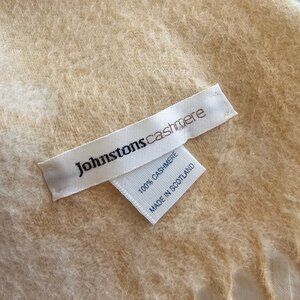 Johnstonscashmere
100% CASHMERE
MADE IN SCOTLAND